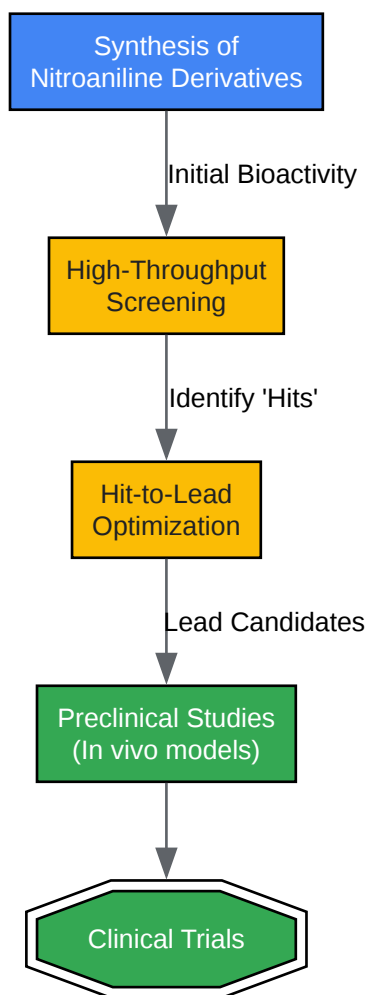 Synthesis of
Nitroaniline Derivatives
Initial Bioactivity
High-Throughput
Screening
Identify 'Hits'
Hit-to-Lead
Optimization
Lead Candidates
Preclinical Studies
(In vivo models)
Clinical Trials